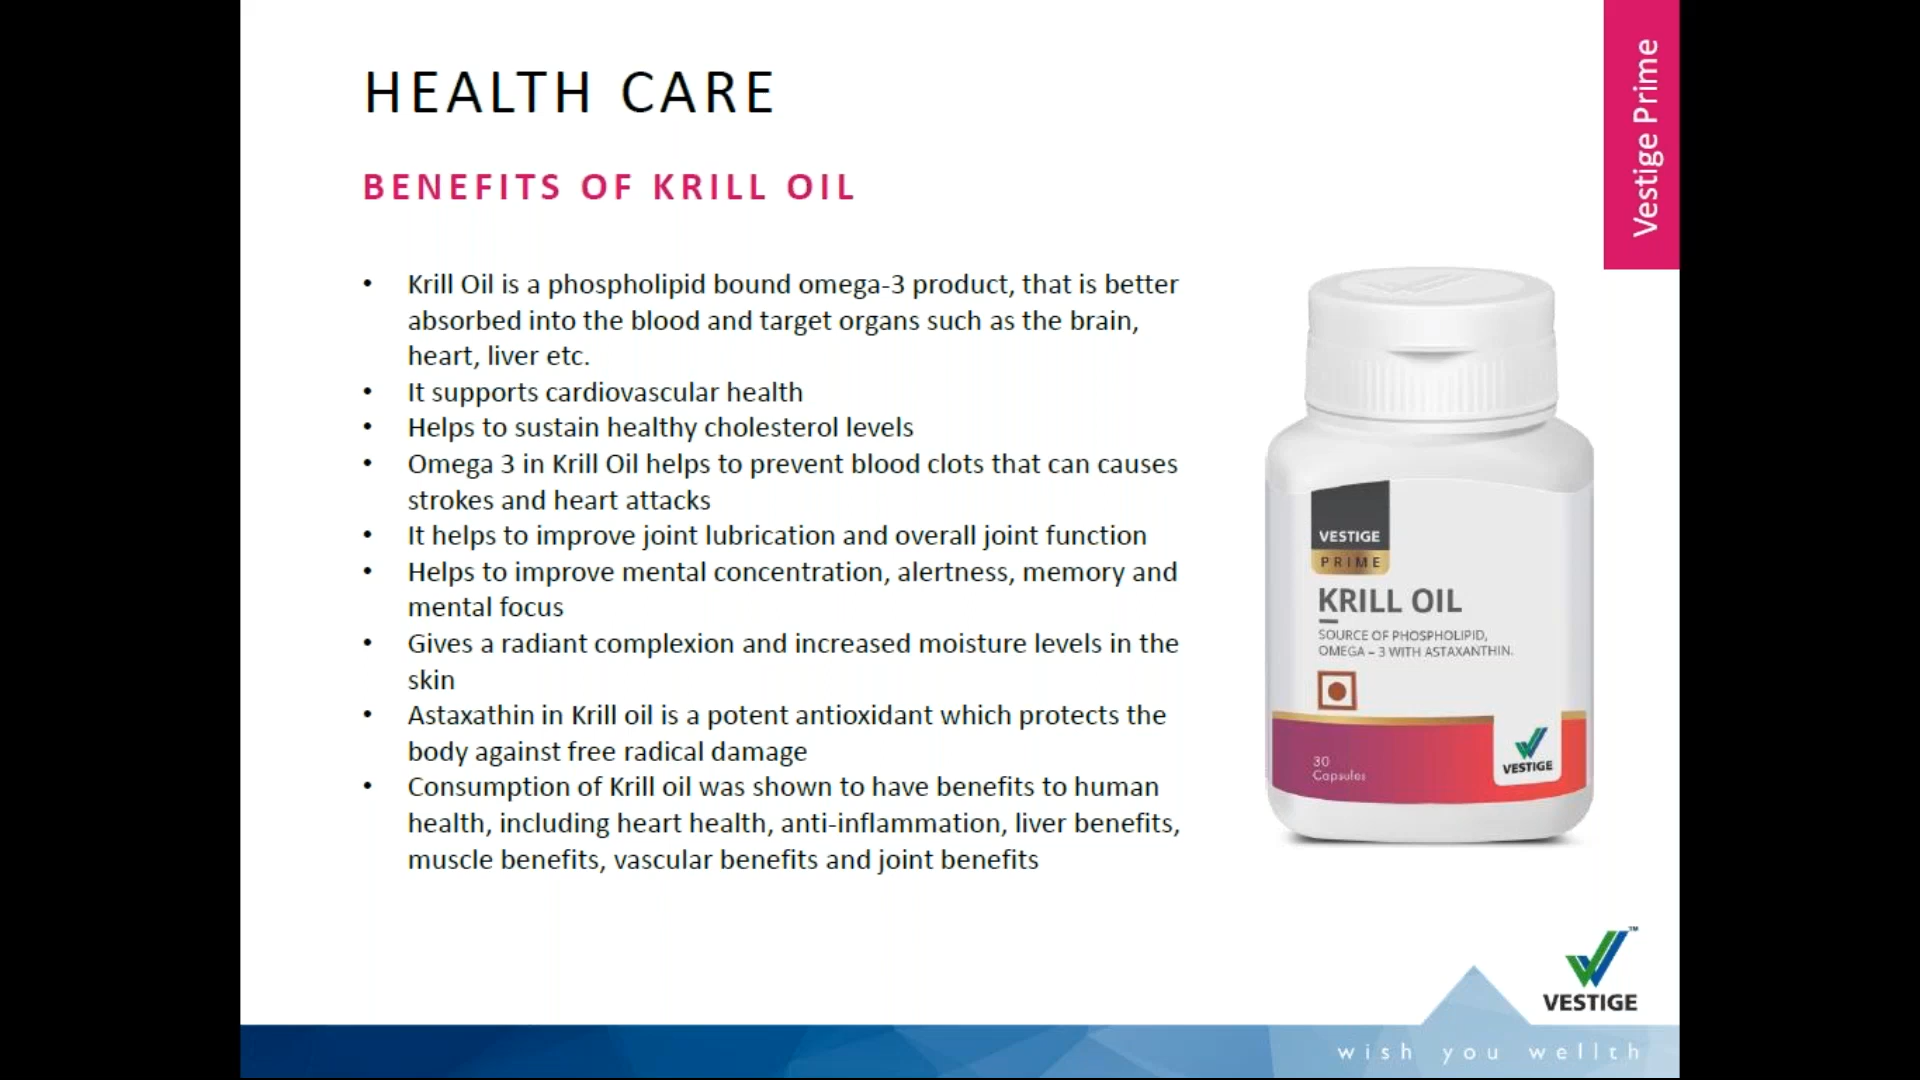 HEALTH CARE
Vestige Prime
BENEFITS OF KRILL OIL
• Krill Oil is a phospholipid bound omega-3 product, that is better
absorbed into the blood and target organs such as the brain,
heart, liver etc.
• It supports cardiovascular health
• Helps to sustain healthy cholesterol levels
• Omega 3 in Krill Oil helps to prevent blood clots that can causes
strokes and heart attacks
• It helps to improve joint lubrication and overall joint function
• Helps to improve mental concentration, alertness, memory and
mental focus
• Gives a radiant complexion and increased moisture levels in the
skin
• Astaxathin in Krill oil is a potent antioxidant which protects the
body against free radical damage
• Consumption of Krill oil was shown to have benefits to human
health, including heart health, anti-inflammation, liver benefits,
muscle benefits, vascular benefits and joint benefits
VESTIGE
PRIME
KRILL OIL
SOURCE OF PHOSPHOLIPID,
OMEGA – 3 WITH ASTAXANTHIN.
30
Capsules
VESTIGE
VESTIGE
TM
wish you wellth